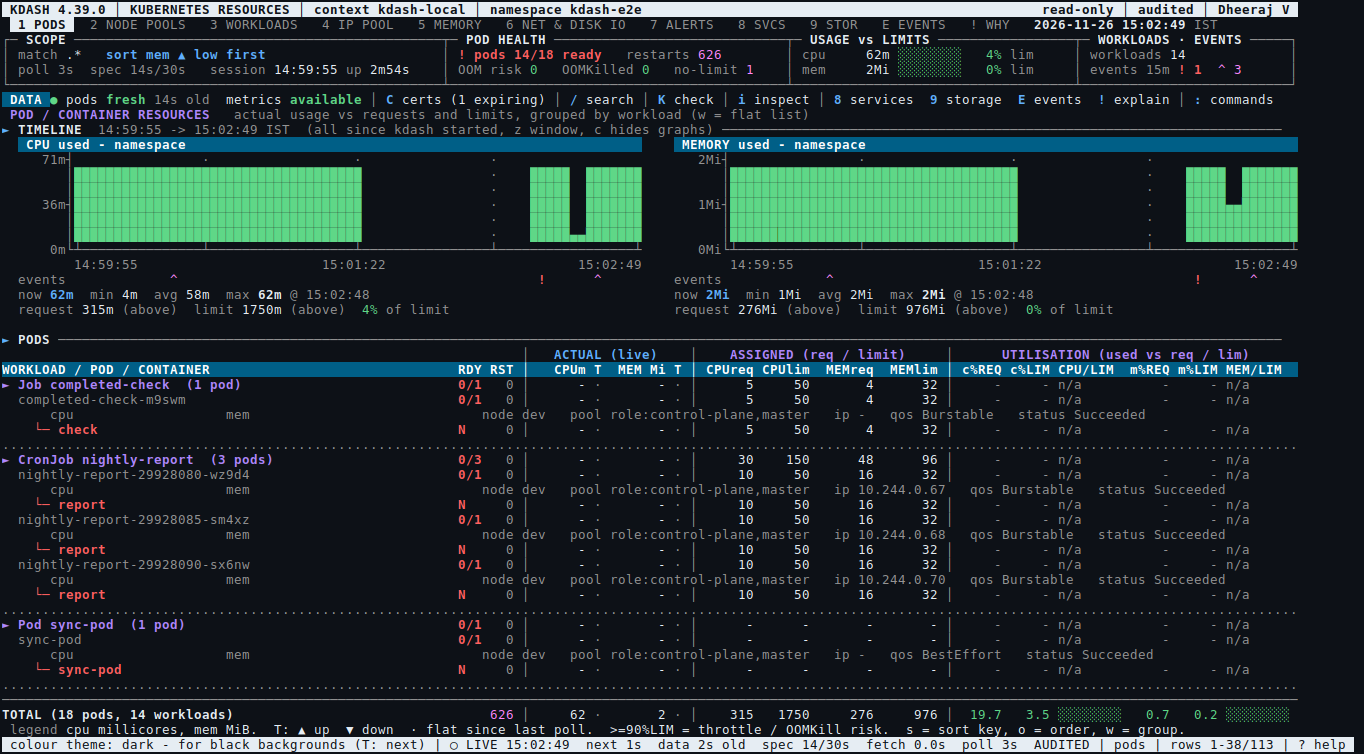 KDASH 4.39.0 │ KUBERNETES RESOURCES │ context kdash-local │ namespace kdash-e2e read-only │ audited │ Dheeraj V
1 PODS 2 NODE POOLS 3 WORKLOADS 4 IP POOL 5 MEMORY 6 NET & DISK IO 7 ALERTS 8 SVCS 9 STOR E EVENTS ! WHY 2026-11-26 15:02:49 IST
SCOPE POD HEALTH USAGE vs LIMITS WORKLOADS · EVENTS
match .* sort mem ▲ low first │ ! pods 14/18 ready restarts 626 │ cpu 62m 4% lim │ workloads 14
poll 3s spec 14s/30s session 14:59:55 up 2m54s │ OOM risk 0 OOMKilled 0 no-limit 1 │ mem 2Mi 0% lim │ events 15m ! 1 ^ 3
DATA ● pods fresh 14s old metrics available │ C certs (1 expiring) │ / search │ K check │ i inspect │ 8 services 9 storage E events ! explain │ : commands
POD / CONTAINER RESOURCES actual usage vs requests and limits, grouped by workload (w = flat list)
► TIMELINE 14:59:55 -> 15:02:49 IST (all since kdash started, z window, c hides graphs)
CPU used - namespace MEMORY used - namespace
71m 2Mi
36m 1Mi
0m 0Mi
14:59:55 15:01:22 15:02:49 14:59:55 15:01:22 15:02:49
events ^ ! ^ events ^ ! ^
now 62m min 4m avg 58m max 62m @ 15:02:48 now 2Mi min 1Mi avg 2Mi max 2Mi @ 15:02:48
request 315m (above) limit 1750m (above) 4% of limit request 276Mi (above) limit 976Mi (above) 0% of limit
► PODS
│ ACTUAL (live) │ ASSIGNED (req / limit) │ UTILISATION (used vs req / lim)
WORKLOAD / POD / CONTAINER RDY RST │ CPUm T MEM Mi T │ CPUreq CPUlim MEMreq MEMlim │ c%REQ c%LIM CPU/LIM m%REQ m%LIM MEM/LIM
► Job completed-check (1 pod) 0/1 0 │ - · - · │ 5 50 4 32 │ - - n/a - - n/a
completed-check-m9swm 0/1 0 │ - · - · │ 5 50 4 32 │ - - n/a - - n/a
cpu mem node dev pool role:control-plane,master ip - qos Burstable status Succeeded
└─ check N 0 │ - · - · │ 5 50 4 32 │ - - n/a - - n/a
► CronJob nightly-report (3 pods) 0/3 0 │ - · - · │ 30 150 48 96 │ - - n/a - - n/a
nightly-report-29928080-wz9d4 0/1 0 │ - · - · │ 10 50 16 32 │ - - n/a - - n/a
cpu mem node dev pool role:control-plane,master ip 10.244.0.67 qos Burstable status Succeeded
└─ report N 0 │ - · - · │ 10 50 16 32 │ - - n/a - - n/a
nightly-report-29928085-sm4xz 0/1 0 │ - · - · │ 10 50 16 32 │ - - n/a - - n/a
cpu mem node dev pool role:control-plane,master ip 10.244.0.68 qos Burstable status Succeeded
└─ report N 0 │ - · - · │ 10 50 16 32 │ - - n/a - - n/a
nightly-report-29928090-sx6nw 0/1 0 │ - · - · │ 10 50 16 32 │ - - n/a - - n/a
cpu mem node dev pool role:control-plane,master ip 10.244.0.70 qos Burstable status Succeeded
└─ report N 0 │ - · - · │ 10 50 16 32 │ - - n/a - - n/a
► Pod sync-pod (1 pod) 0/1 0 │ - · - · │ - - - - │ - - n/a - - n/a
sync-pod 0/1 0 │ - · - · │ - - - - │ - - n/a - - n/a
cpu mem node dev pool role:control-plane,master ip - qos BestEffort status Succeeded
└─ sync-pod N 0 │ - · - · │ - - - - │ - - n/a - - n/a
TOTAL (18 pods, 14 workloads) 626 │ 62 · 2 · │ 315 1750 276 976 │ 19.7 3.5 0.7 0.2
legend cpu millicores, mem MiB. T: ▲ up ▼ down · flat since last poll. >=90%LIM = throttle / OOMKill risk. s = sort key, o = order, w = group.
colour theme: dark - for black backgrounds (T: next) │ ○ LIVE 15:02:49 next 1s data 2s old spec 14/30s fetch 0.0s poll 3s AUDITED | pods | rows 1-38/113 | ? help